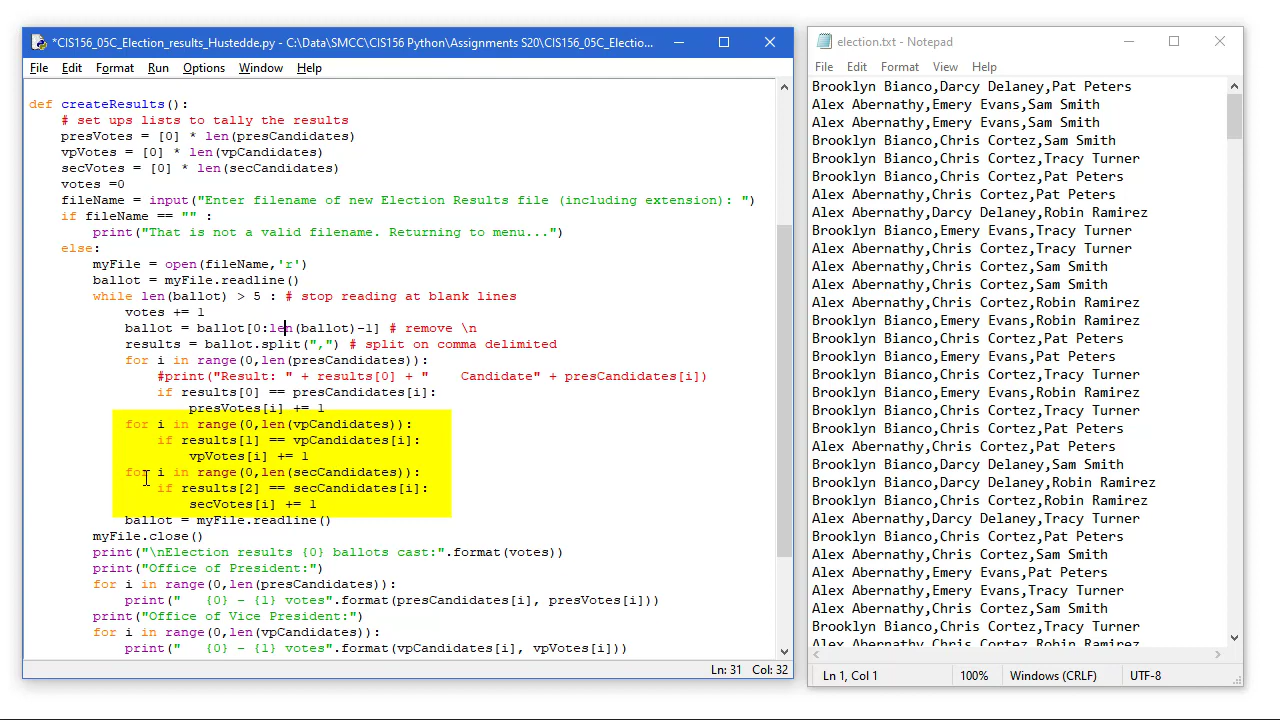 *CIS156_05C_Election_results_Hustedde.py - C:\Data\SMCC\CIS156 Python\Assignments S20\CIS156_05C_Electio...
File Edit Format Run Options Window Help
def createResults():
# set ups lists to tally the results
presVotes = [0] * len(presCandidates)
vpVotes = [0] * len(vpCandidates)
secVotes = [0] * len(secCandidates)
votes =0
fileName = input("Enter filename of new Election Results file (including extension): ")
if fileName == "" :
print("That is not a valid filename. Returning to menu...")
else:
myFile = open(fileName,'r')
ballot = myFile.readline()
while len(ballot) > 5 : # stop reading at blank lines
votes += 1
ballot = ballot[0:len(ballot)-1] # remove \n
results = ballot.split(",") # split on comma delimited
for i in range(0,len(presCandidates)):
#print("Result: " + results[0] + "    Candidate" + presCandidates[i])
if results[0] == presCandidates[i]:
presVotes[i] += 1
for i in range(0,len(vpCandidates)):
if results[1] == vpCandidates[i]:
vpVotes[i] += 1
for i in range(0,len(secCandidates)):
if results[2] == secCandidates[i]:
secVotes[i] += 1
ballot = myFile.readline()
myFile.close()
print("\nElection results {0} ballots cast:".format(votes))
print("Office of President:")
for i in range(0,len(presCandidates)):
print("   {0} - {1} votes".format(presCandidates[i], presVotes[i]))
print("Office of Vice President:")
for i in range(0,len(vpCandidates)):
print("   {0} - {1} votes".format(vpCandidates[i], vpVotes[i]))
Ln: 31 Col: 32
election.txt - Notepad
File Edit Format View Help
Brooklyn Bianco,Darcy Delaney,Pat Peters
Alex Abernathy,Emery Evans,Sam Smith
Alex Abernathy,Emery Evans,Sam Smith
Brooklyn Bianco,Chris Cortez,Sam Smith
Brooklyn Bianco,Chris Cortez,Tracy Turner
Brooklyn Bianco,Chris Cortez,Pat Peters
Alex Abernathy,Chris Cortez,Pat Peters
Alex Abernathy,Darcy Delaney,Robin Ramirez
Brooklyn Bianco,Emery Evans,Tracy Turner
Alex Abernathy,Chris Cortez,Tracy Turner
Alex Abernathy,Chris Cortez,Sam Smith
Alex Abernathy,Emery Evans,Sam Smith
Alex Abernathy,Chris Cortez,Robin Ramirez
Brooklyn Bianco,Chris Cortez,Pat Peters
Brooklyn Bianco,Emery Evans,Sam Smith
Brooklyn Bianco,Emery Evans,Pat Peters
Brooklyn Bianco,Chris Cortez,Tracy Turner
Alex Abernathy,Emery Evans,Robin Ramirez
Brooklyn Bianco,Chris Cortez,Tracy Turner
Brooklyn Bianco,Chris Cortez,Pat Peters
Alex Abernathy,Chris Cortez,Pat Peters
Brooklyn Bianco,Darcy Delaney,Sam Smith
Brooklyn Bianco,Darcy Delaney,Robin Ramirez
Brooklyn Bianco,Chris Cortez,Robin Ramirez
Alex Abernathy,Darcy Delaney,Tracy Turner
Brooklyn Bianco,Chris Cortez,Pat Peters
Alex Abernathy,Chris Cortez,Sam Smith
Alex Abernathy,Emery Evans,Pat Peters
Alex Abernathy,Emery Evans,Tracy Turner
Alex Abernathy,Chris Cortez,Sam Smith
Brooklyn Bianco,Chris Cortez,Tracy Turner
Alex Abernathy,Chris Cortez,Robin Ramirez
Ln 1, Col 1 100% Windows (CRLF) UTF-8